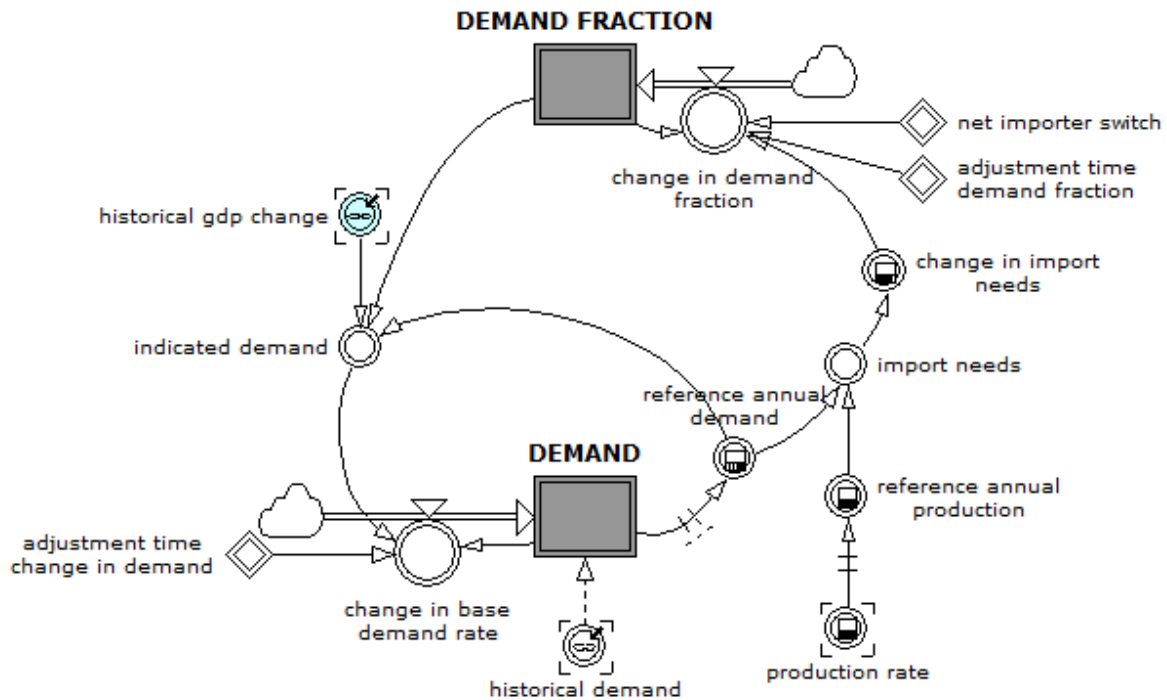 DEMAND FRACTION
net importer switch
adjustment time
demand fraction
change in demand
fraction
historical gdp change
change in import
needs
indicated demand
import needs
reference annual
demand
DEMAND
reference annual
production
adjustment time
change in demand
change in base
demand rate
production rate
historical demand